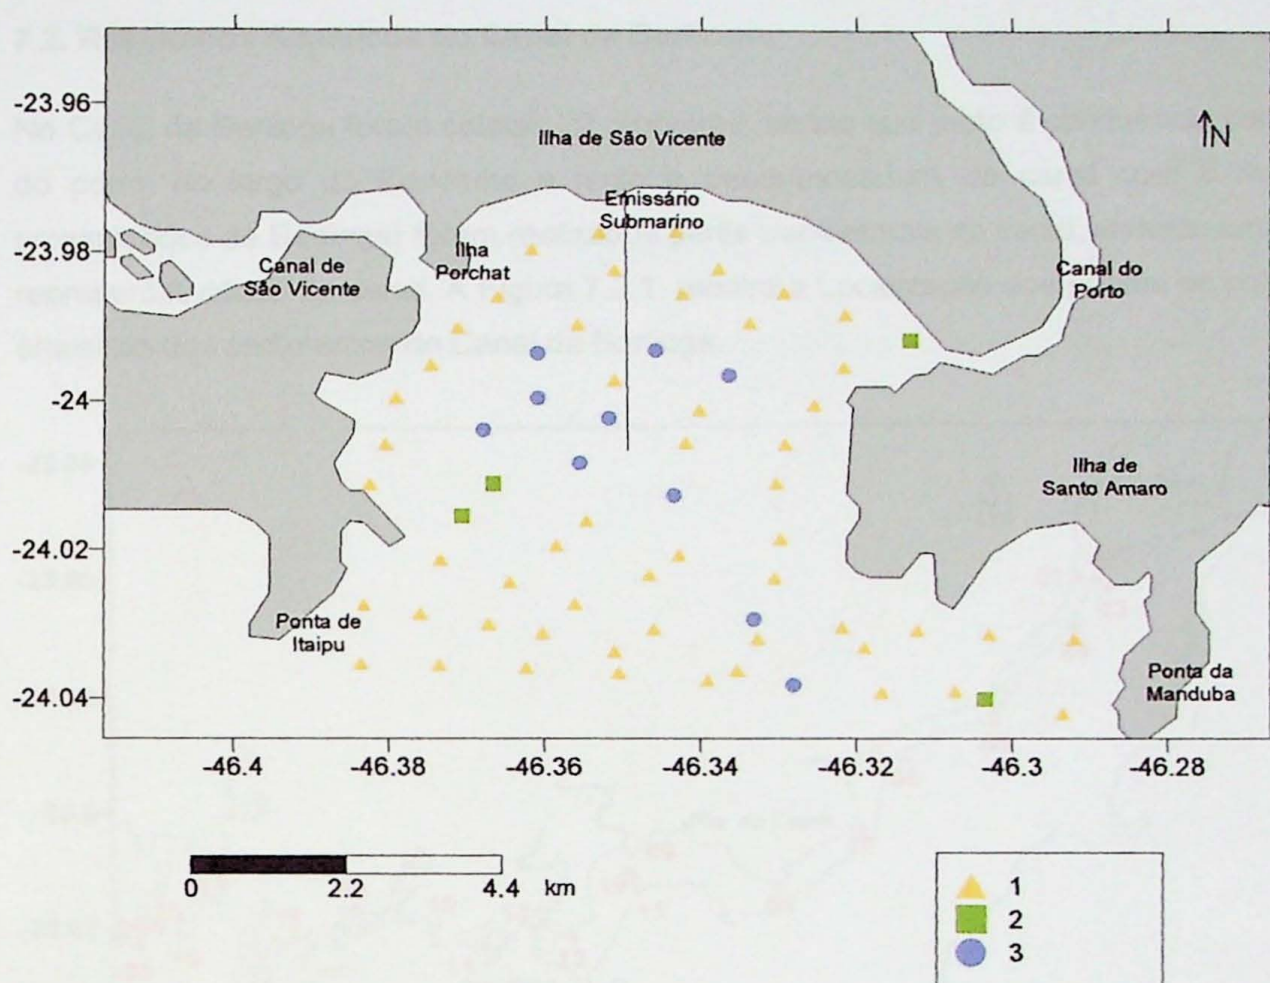 -23.96
N
Ilha de São Vicente
Emissário
Submarino
-23.98
Ilha
Porchat
Canal de
São Vicente
Canal do
Porto
-24
Ilha de
Santo Amaro
-24.02
Ponta de
Itaipu
Ponta da
Manduba
-24.04
-46.4
-46.38
-46.36
-46.34
-46.32
-46.3
-46.28
0
2.2
4.4
km
1
2
3